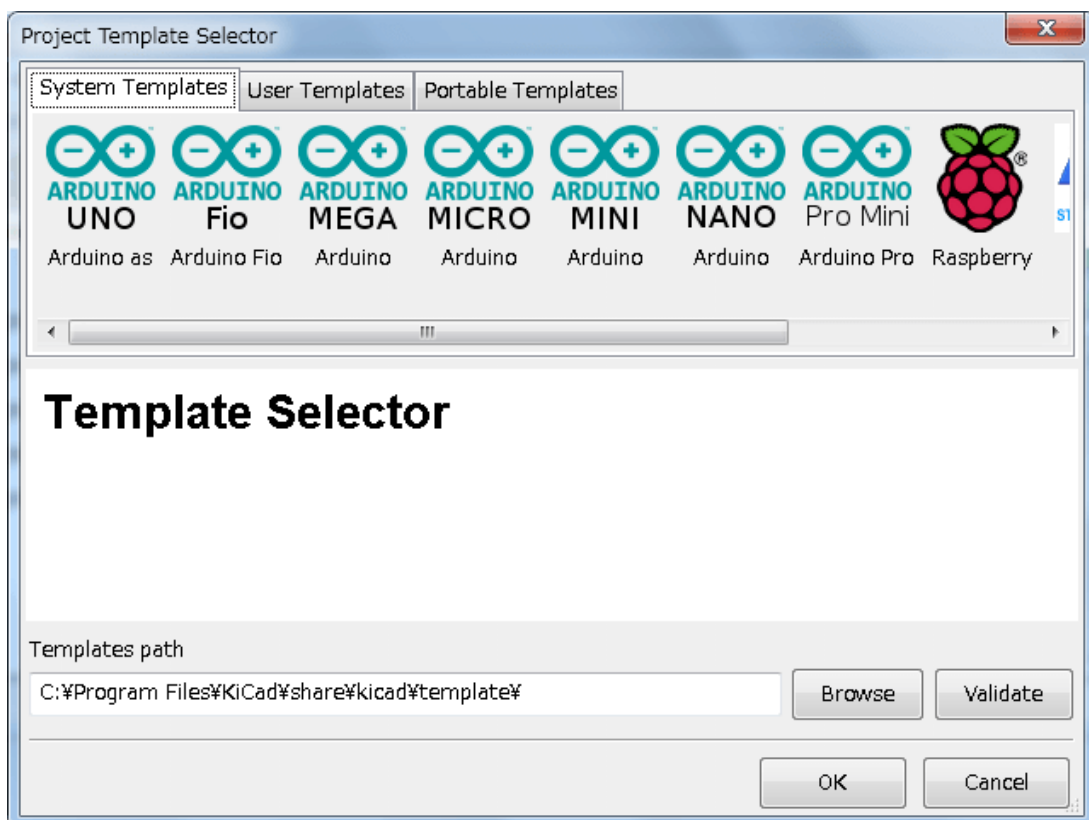 Project Template Selector
System Templates User Templates Portable Templates
ARDUINO ARDUINO ARDUINO ARDUINO ARDUINO ARDUINO ARDUINO
UNO Fio MEGA MICRO MINI NANO Pro Mini
Arduino as Arduino Fio Arduino Arduino Arduino Arduino Arduino Pro Raspberry
Template Selector
Templates path
C:¥Program Files¥KiCad¥share¥kicad¥template¥ Browse Validate
OK Cancel